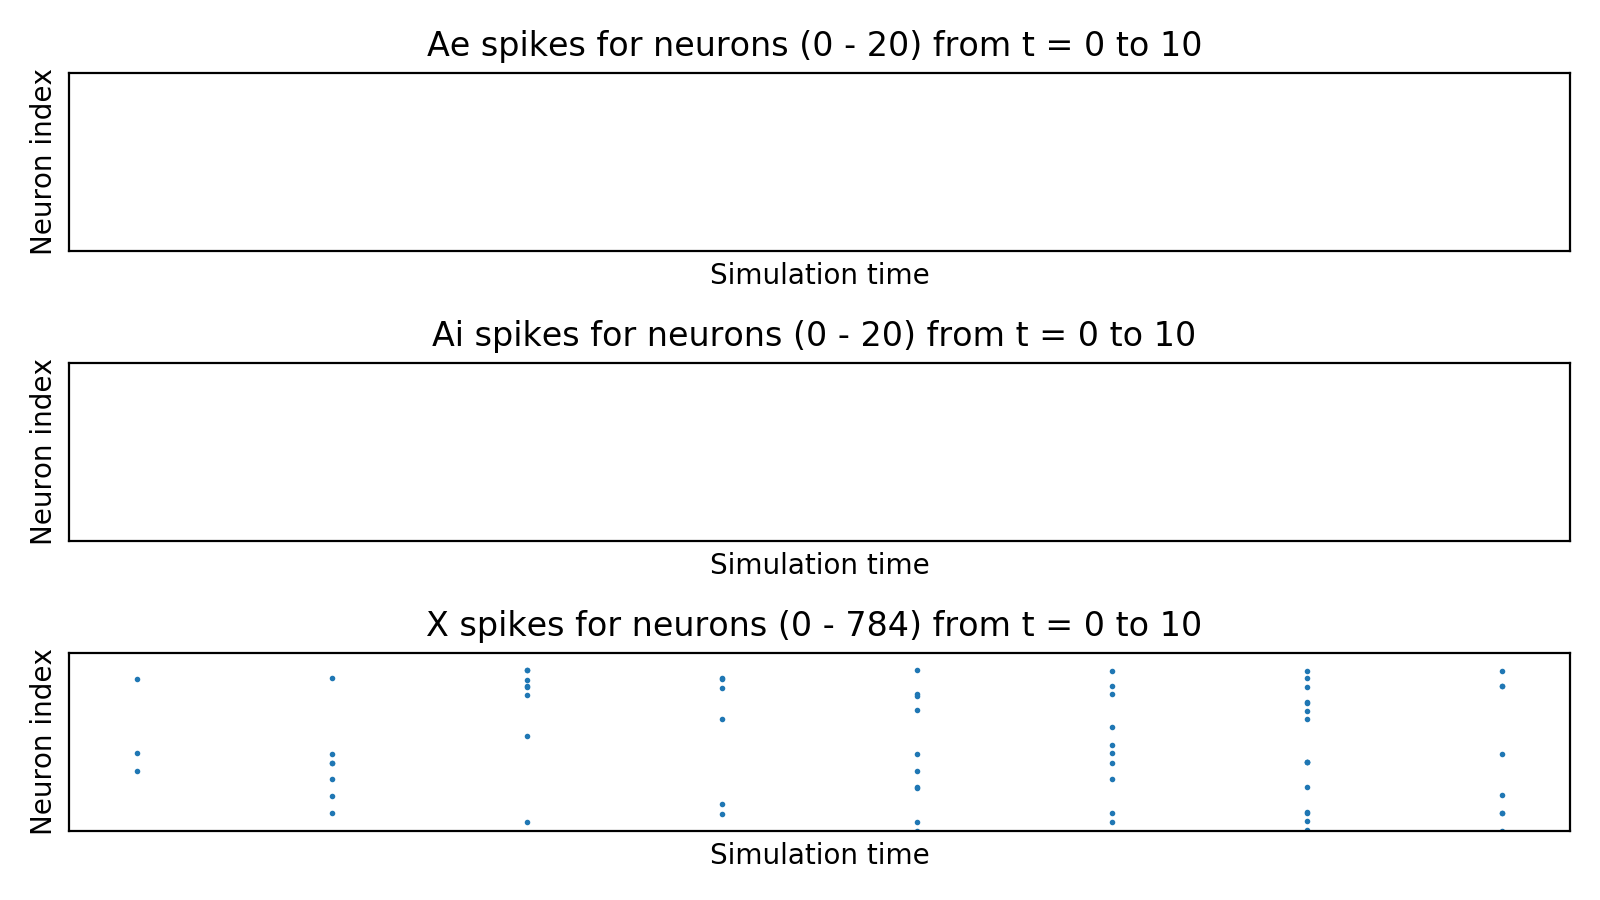 Ae spikes for neurons (0 - 20) from t = 0 to 10
Neuron index
Simulation time
Ai spikes for neurons (0 - 20) from t = 0 to 10
Neuron index
Simulation time
X spikes for neurons (0 - 784) from t = 0 to 10
Neuron index
Simulation time